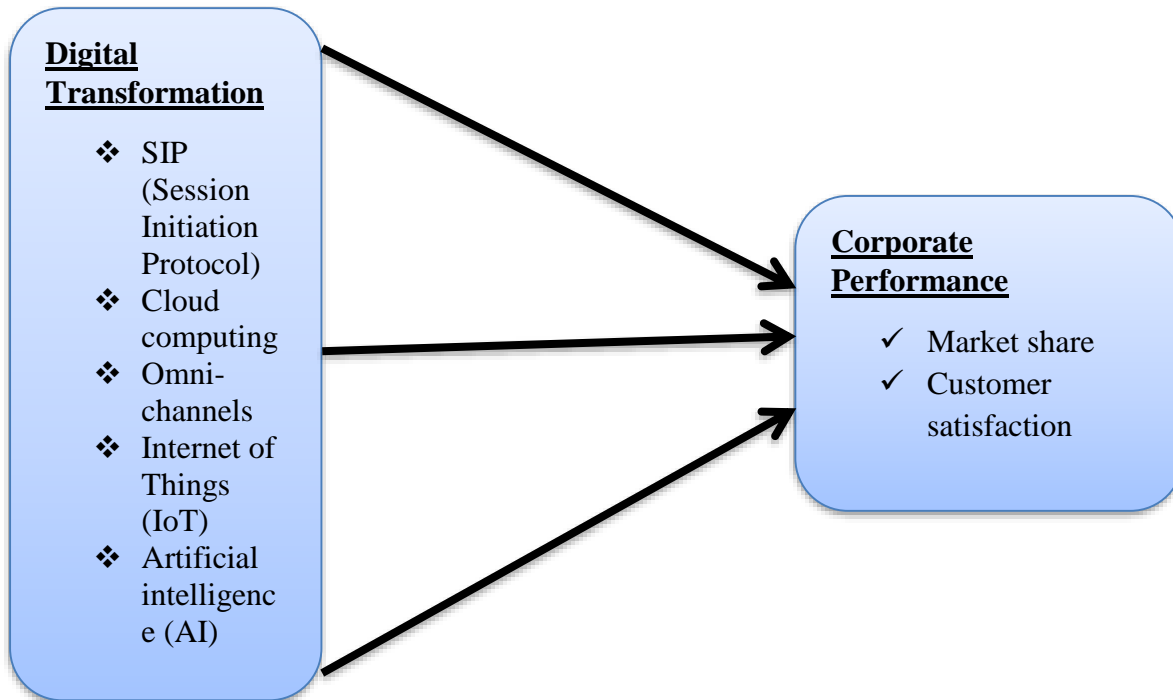 Digital
Transformation
❖ SIP
(Session
Initiation
Protocol)
❖ Cloud
computing
❖ Omni-
channels
❖ Internet of
Things
(IoT)
❖ Artificial
intelligenc
e (AI)
Corporate
Performance
✓ Market share
✓ Customer
satisfaction